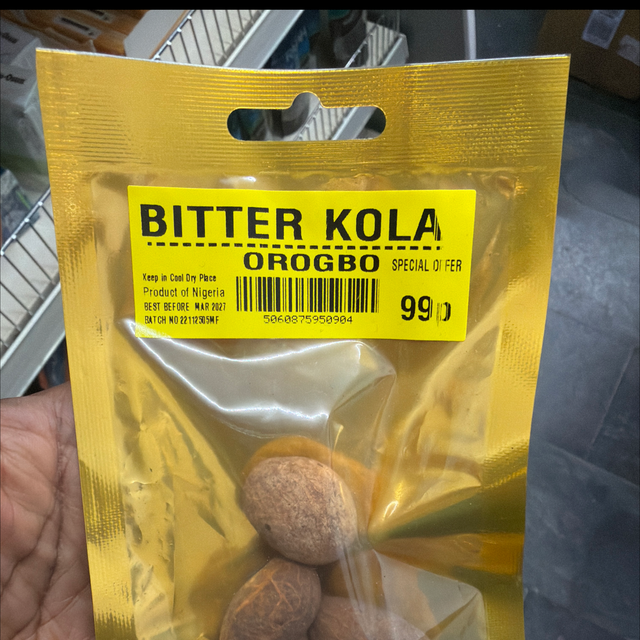 BITTER KOLA
OROGBO
SPECIAL OFFER
Keep in Cool Dry Place
Product of Nigeria
BEST BEFORE MAR 2027
BATCH NO 22112505MF
5060875950904
99p